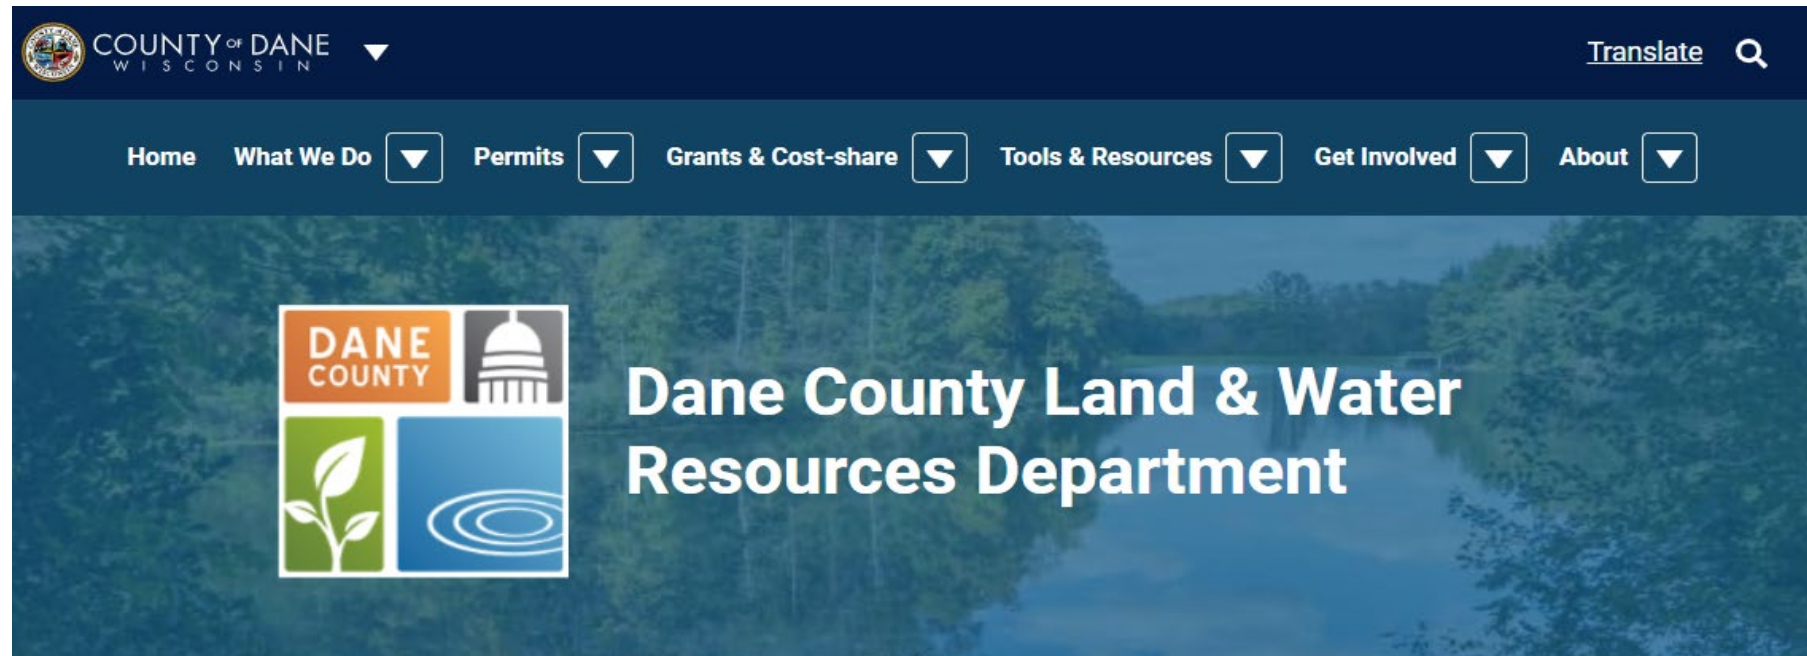 COUNTY OF DANE
WISCONSIN
Translate
Home What We Do Permits Grants & Cost-share Tools & Resources Get Involved About
DANE
COUNTY
Dane County Land & Water
Resources Department